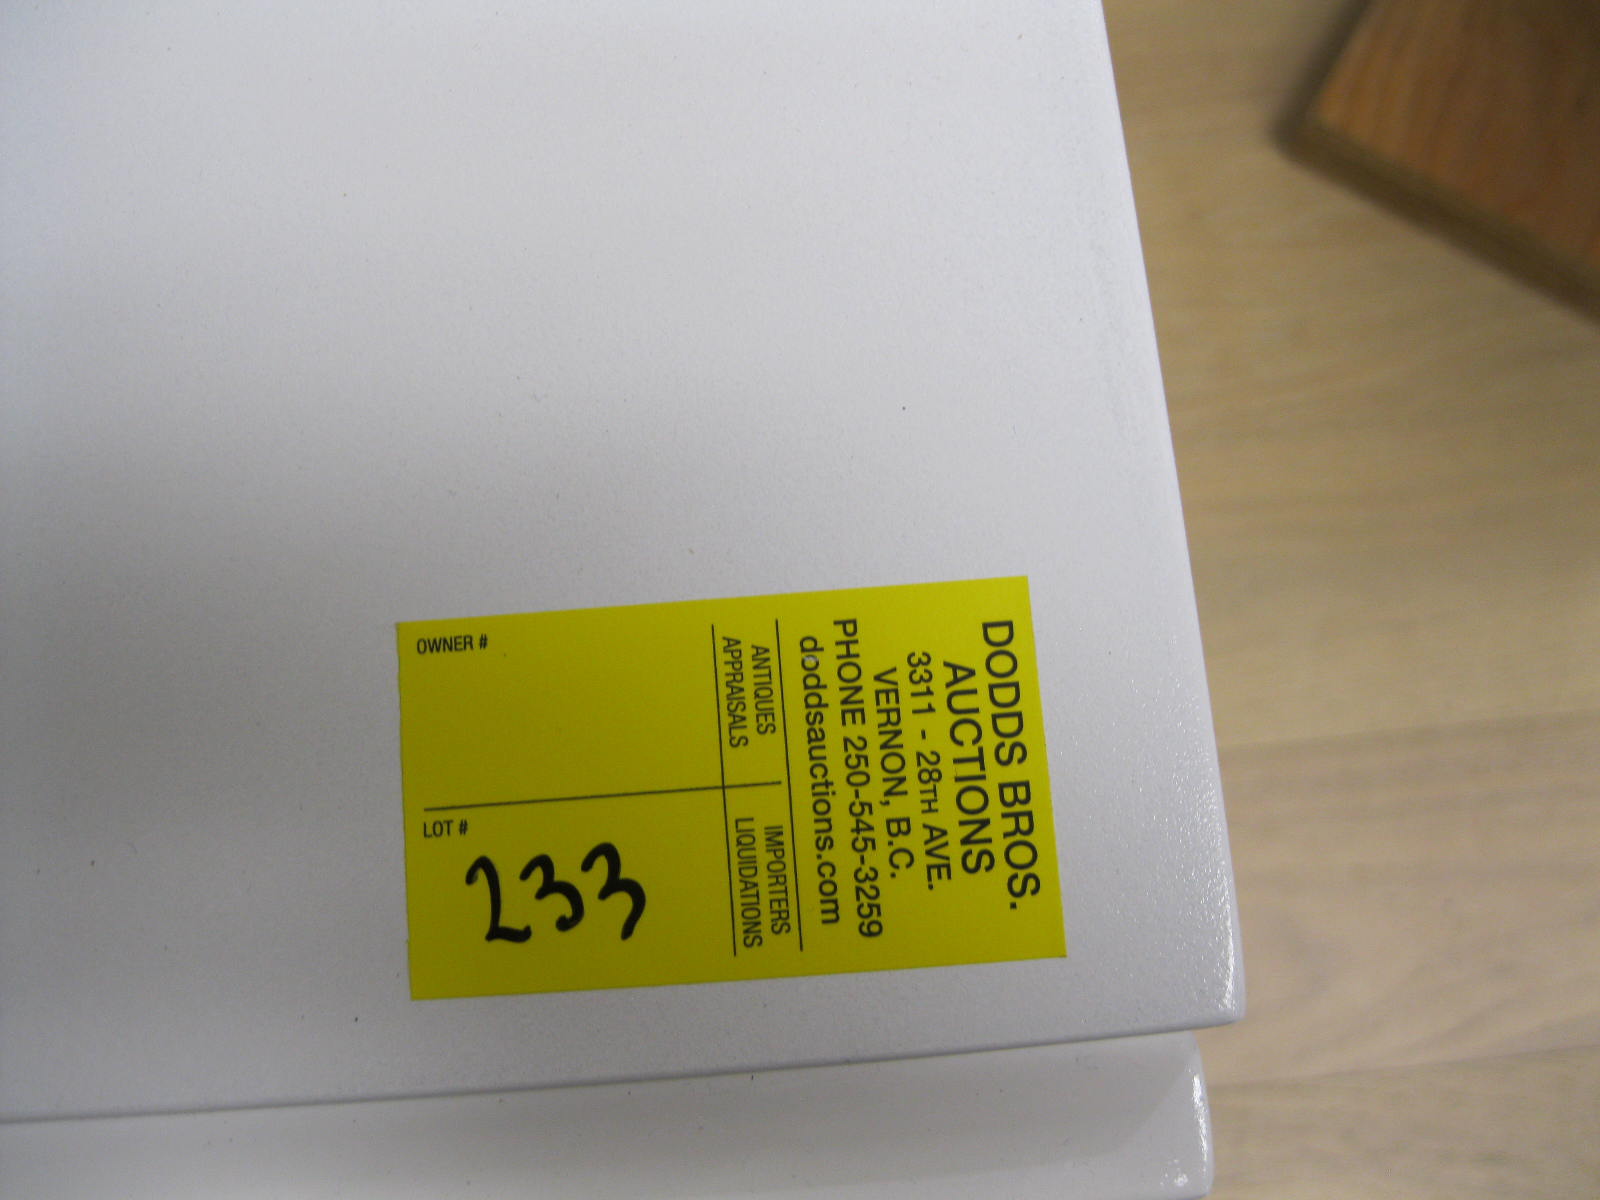 DODDS BROS.
AUCTIONS
3311 - 28TH AVE.
VERNON, B.C.
PHONE 250-545-3259
doddsauctions.com
ANTIQUES
APPRAISALS
IMPORTERS
LIQUIDATIONS
OWNER #
LOT #
233